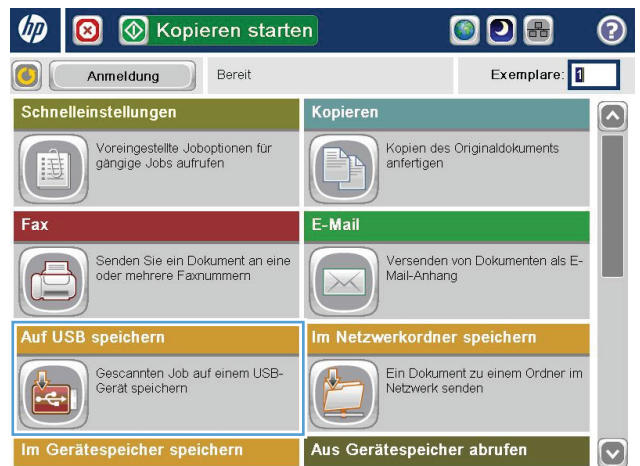 hp
Kopieren starten
?
Anmeldung
Bereit
Exemplare: 1
Schnelleinstellungen
Voreingestellte Joboptionen für
gängige Jobs aufrufen
Kopieren
Kopien des Originaldokuments
anfertigen
Fax
Senden Sie ein Dokument an eine
oder mehrere Faxnummern
E-Mail
Versenden von Dokumenten als E-
Mail-Anhang
Auf USB speichern
Gescannten Job auf einem USB-
Gerät speichern
Im Netzwerkordner speichern
Ein Dokument zu einem Ordner im
Netzwerk senden
Im Gerätespeicher speichern
Aus Gerätespeicher abrufen